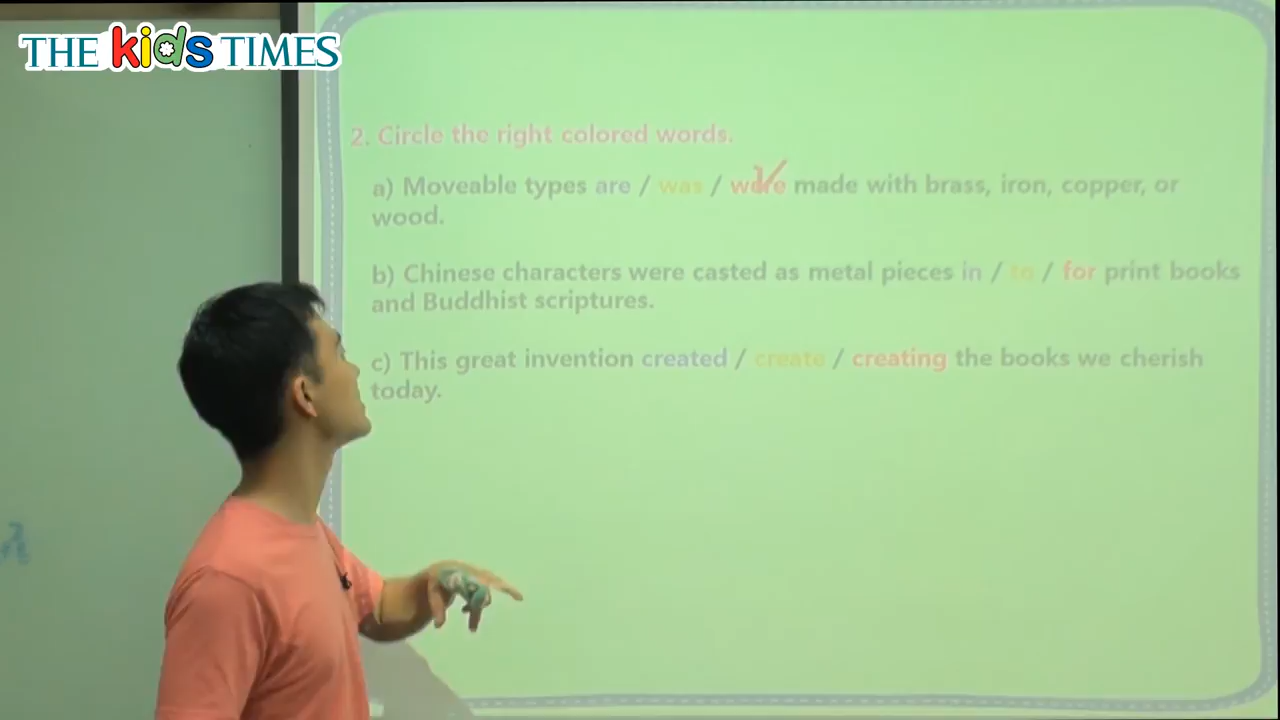 THE kids TIMES
2. Circle the right colored words.
a) Moveable types are / was / were made with brass, iron, copper, or
wood.
b) Chinese characters were casted as metal pieces in / to / for print books
and Buddhist scriptures.
c) This great invention created / create / creating the books we cherish
today.